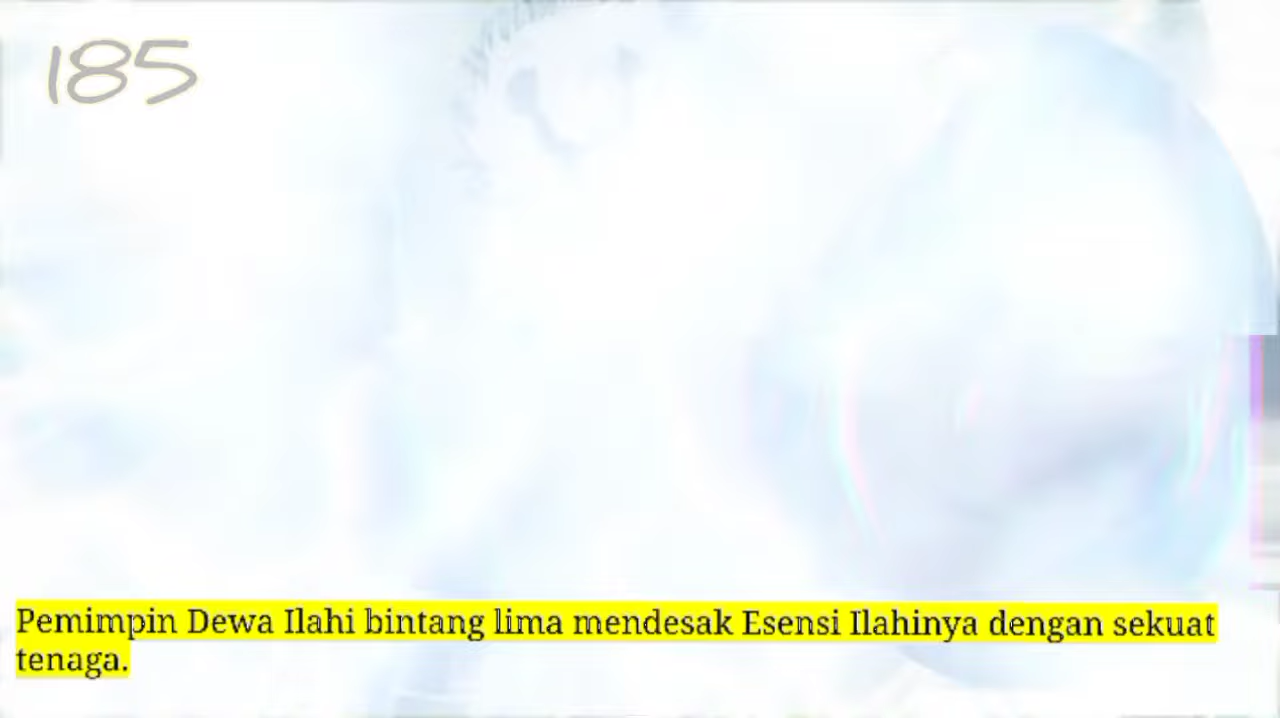 185
Pemimpin Dewa Ilahi bintang lima mendesak Esensi Ilahinya dengan sekuat
tenaga.